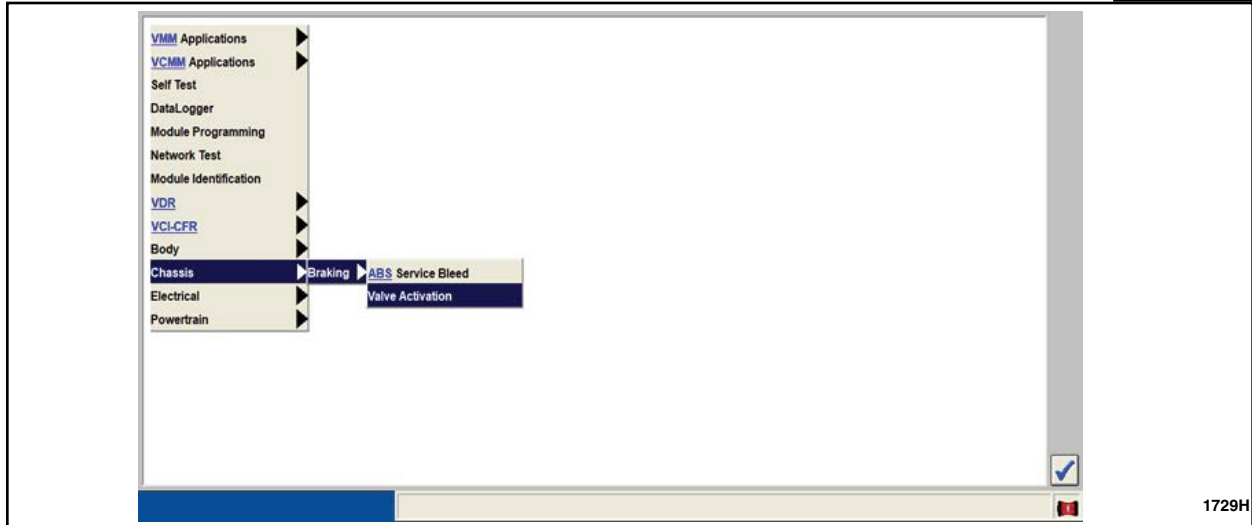 VMM Applications
VCMM Applications
Self Test
DataLogger
Module Programming
Network Test
Module Identification
VDR
VCI-CFR
Body
Chassis
Braking
ABS Service Bleed
Valve Activation
Electrical
Powertrain
1729H